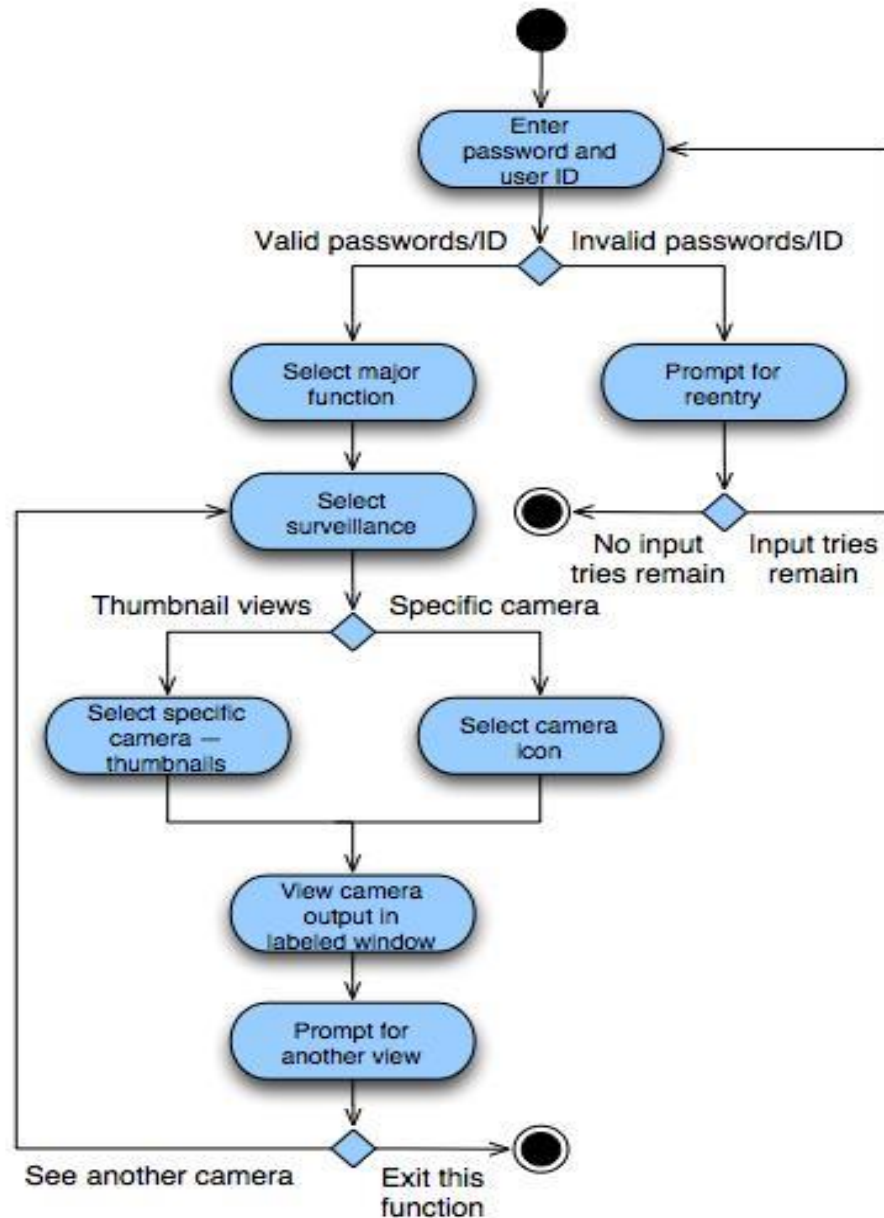 Enter
password and
user ID
Valid passwords/ID
Invalid passwords/ID
Select major
function
Prompt for
reentry
Select
surveillance
No input
tries remain
Input tries
remain
Thumbnail views
Specific camera
Select specific
camera —
thumbnails
Select camera
icon
View camera
output in
labeled window
Prompt for
another view
See another camera
Exit this
function